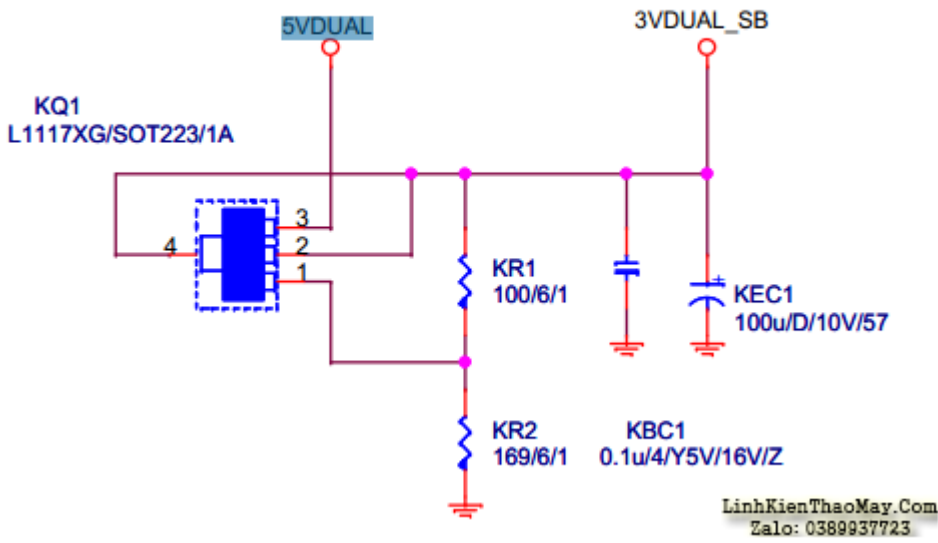 5VDUAL
3VDUAL_SB
KQ1
L1117XG/SOT223/1A
3
4
2
1
KR1
100/6/1
KEC1
100u/D/10V/57
KR2
169/6/1
KBC1
0.1u/4/Y5V/16V/Z
LinhKienThaoMay.Com
Zalo: 0389937723